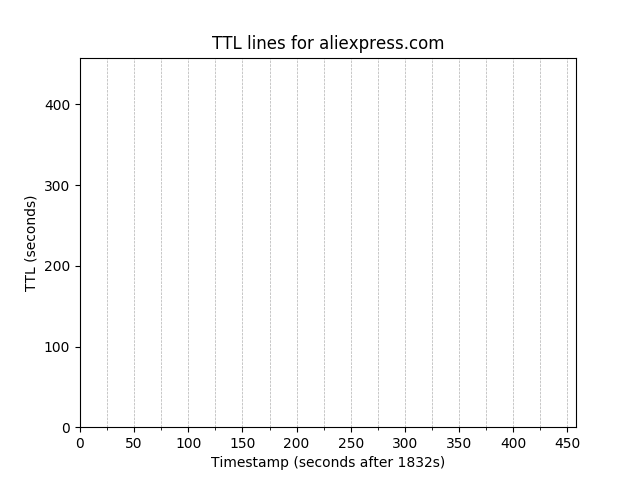 TTL lines for aliexpress.com
400
300
200
100
0
TTL (seconds)
0 50 100 150 200 250 300 350 400 450
Timestamp (seconds after 1832s)